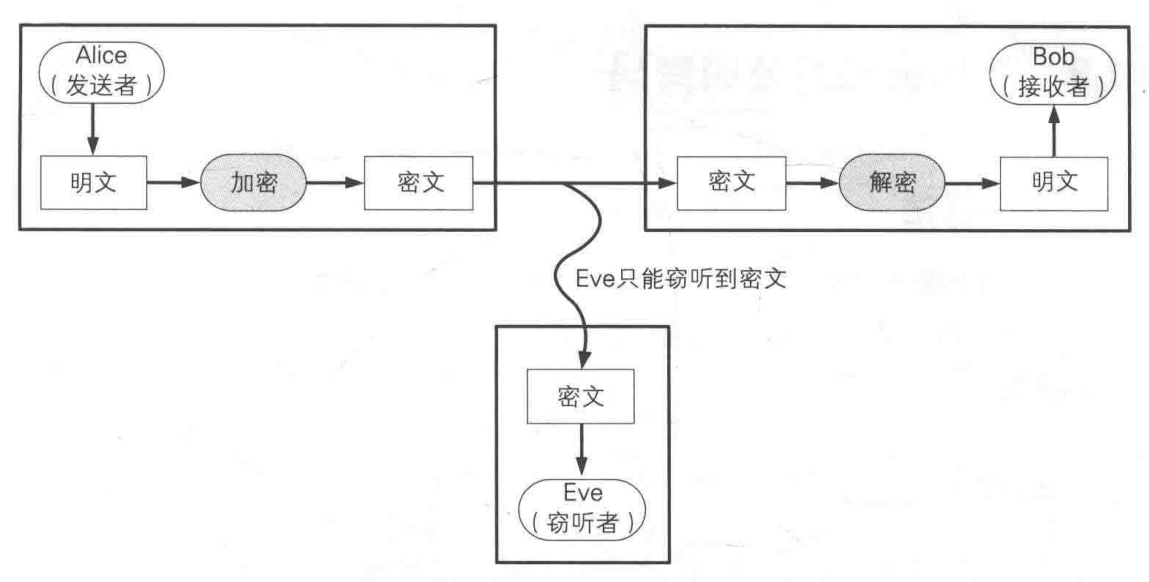 Alice
（发送者）
明文
加密
密文
密文
解密
明文
Bob
（接收者）
Eve只能窃听到密文
密文
Eve
（窃听者）